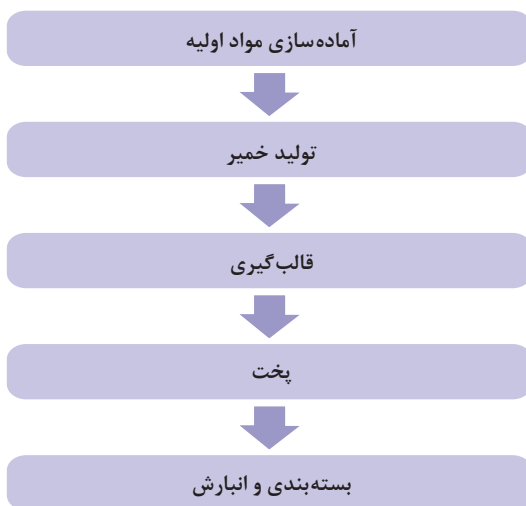 آماده‌سازی مواد اولیه
تولید خمیر
قالب‌گیری
پخت
بسته‌بندی و انبارش